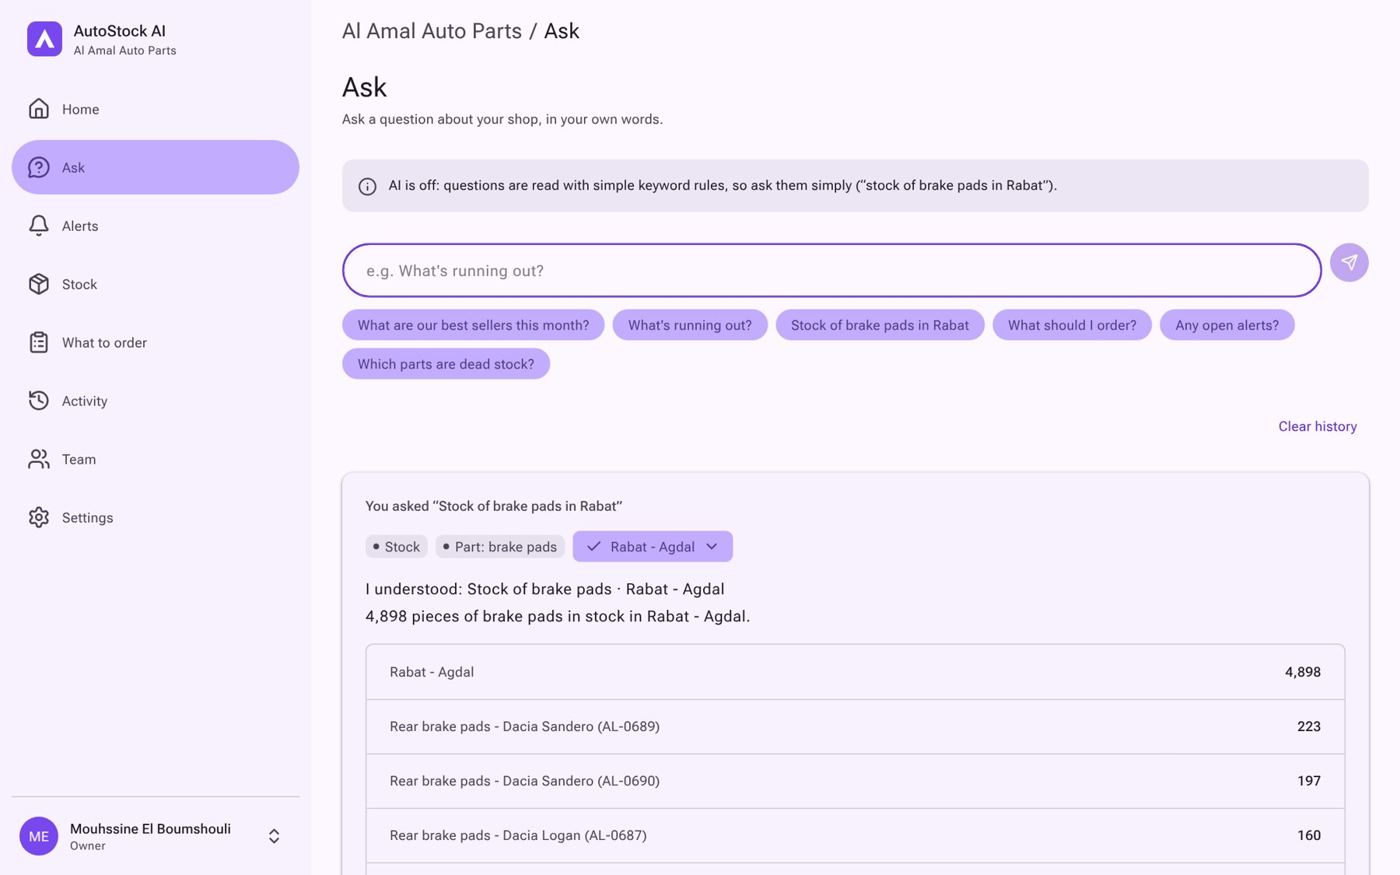 AutoStock AI
Al Amal Auto Parts
Home
Ask
Alerts
Stock
What to order
Activity
Team
Settings
ME
Mouhssine El Boumshouli
Owner
Al Amal Auto Parts / Ask
Ask
Ask a question about your shop, in your own words.
AI is off: questions are read with simple keyword rules, so ask them simply (“stock of brake pads in Rabat”).
e.g. What's running out?
What are our best sellers this month?
What's running out?
Stock of brake pads in Rabat
What should I order?
Any open alerts?
Which parts are dead stock?
Clear history
You asked “Stock of brake pads in Rabat”
Stock
Part: brake pads
Rabat - Agdal
I understood: Stock of brake pads · Rabat - Agdal
4,898 pieces of brake pads in stock in Rabat - Agdal.
Rabat - Agdal 4,898
Rear brake pads - Dacia Sandero (AL-0689) 223
Rear brake pads - Dacia Sandero (AL-0690) 197
Rear brake pads - Dacia Logan (AL-0687) 160